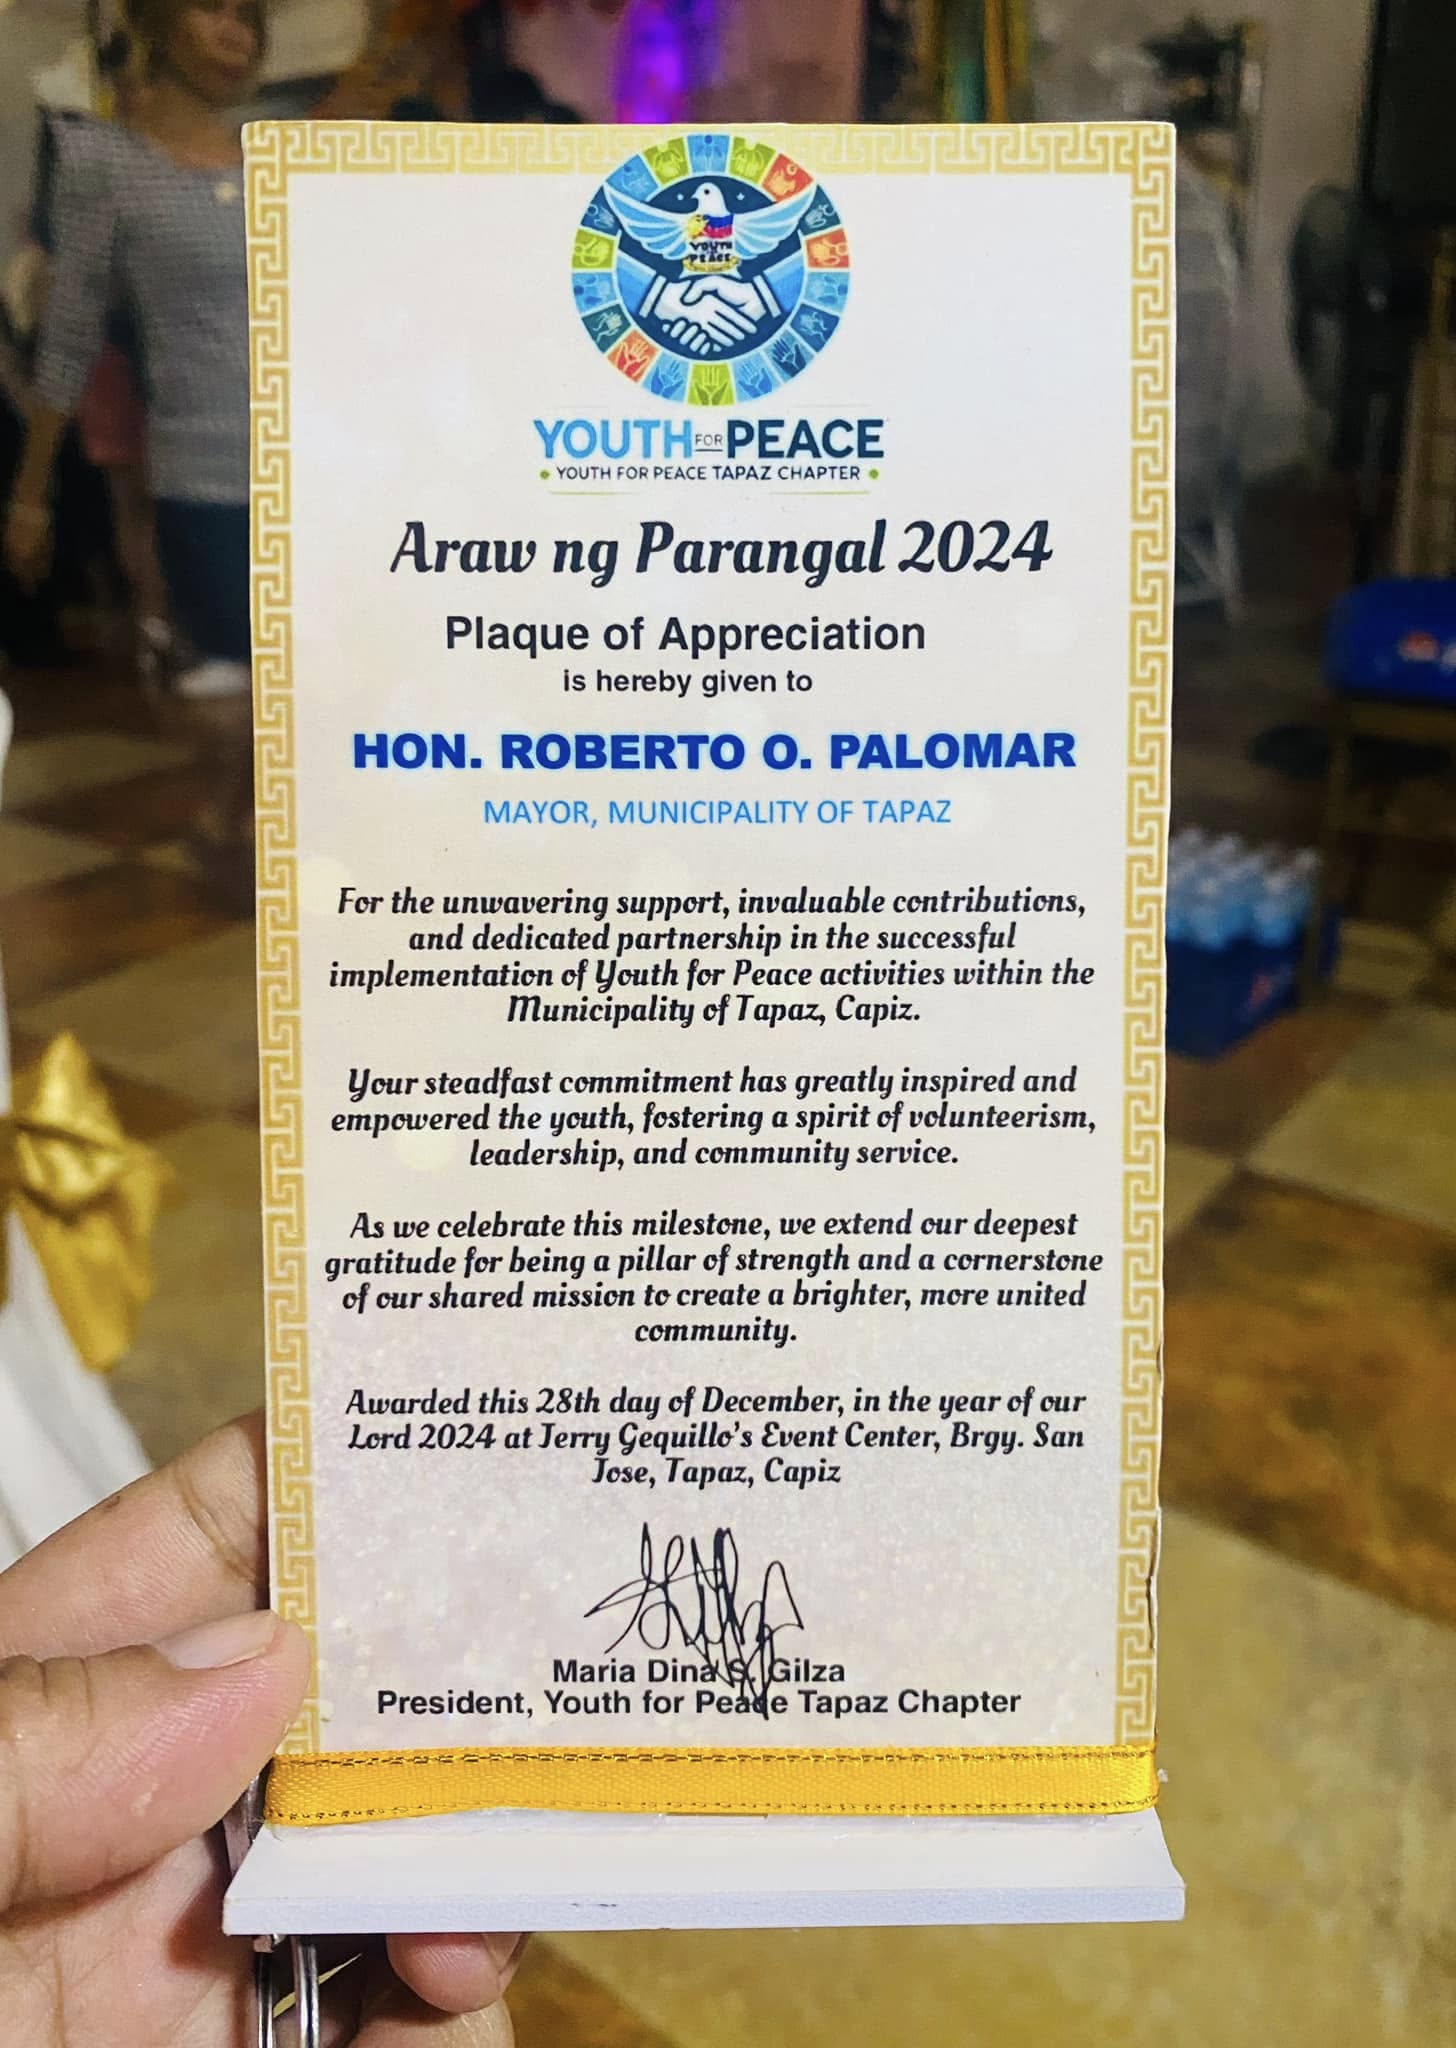 YOUTH
PEACE
YOUTH FOR PEACE
• YOUTH FOR PEACE TAPAZ CHAPTER •
Araw ng Parangal 2024
Plaque of Appreciation
is hereby given to
HON. ROBERTO O. PALOMAR
MAYOR, MUNICIPALITY OF TAPAZ
For the unwavering support, invaluable contributions,
and dedicated partnership in the successful
implementation of Youth for Peace activities within the
Municipality of Tapaz, Capiz.
Your steadfast commitment has greatly inspired and
empowered the youth, fostering a spirit of volunteerism,
leadership, and community service.
As we celebrate this milestone, we extend our deepest
gratitude for being a pillar of strength and a cornerstone
of our shared mission to create a brighter, more united
community.
Awarded this 28th day of December, in the year of our
Lord 2024 at Jerry Gequillo's Event Center, Brgy. San
Jose, Tapaz, Capiz
Maria Dina S. Gilza
President, Youth for Peace Tapaz Chapter